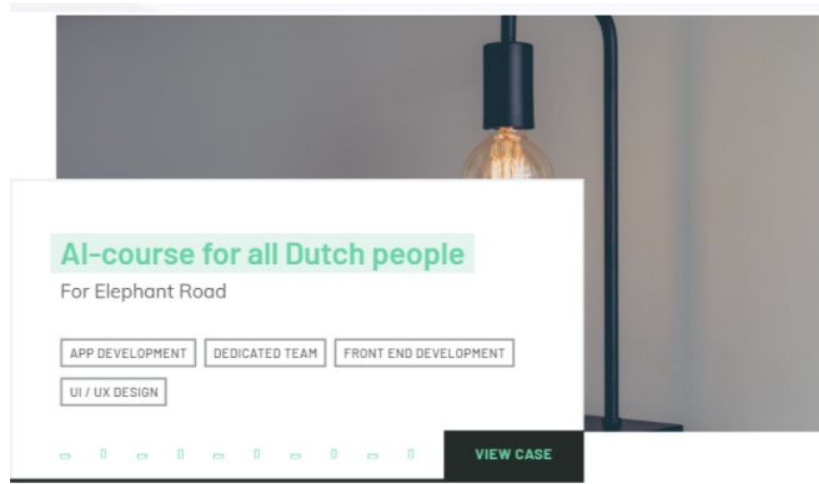 AI-course for all Dutch people
For Elephant Road
APP DEVELOPMENT DEDICATED TEAM FRONT END DEVELOPMENT
UI / UX DESIGN
VIEW CASE